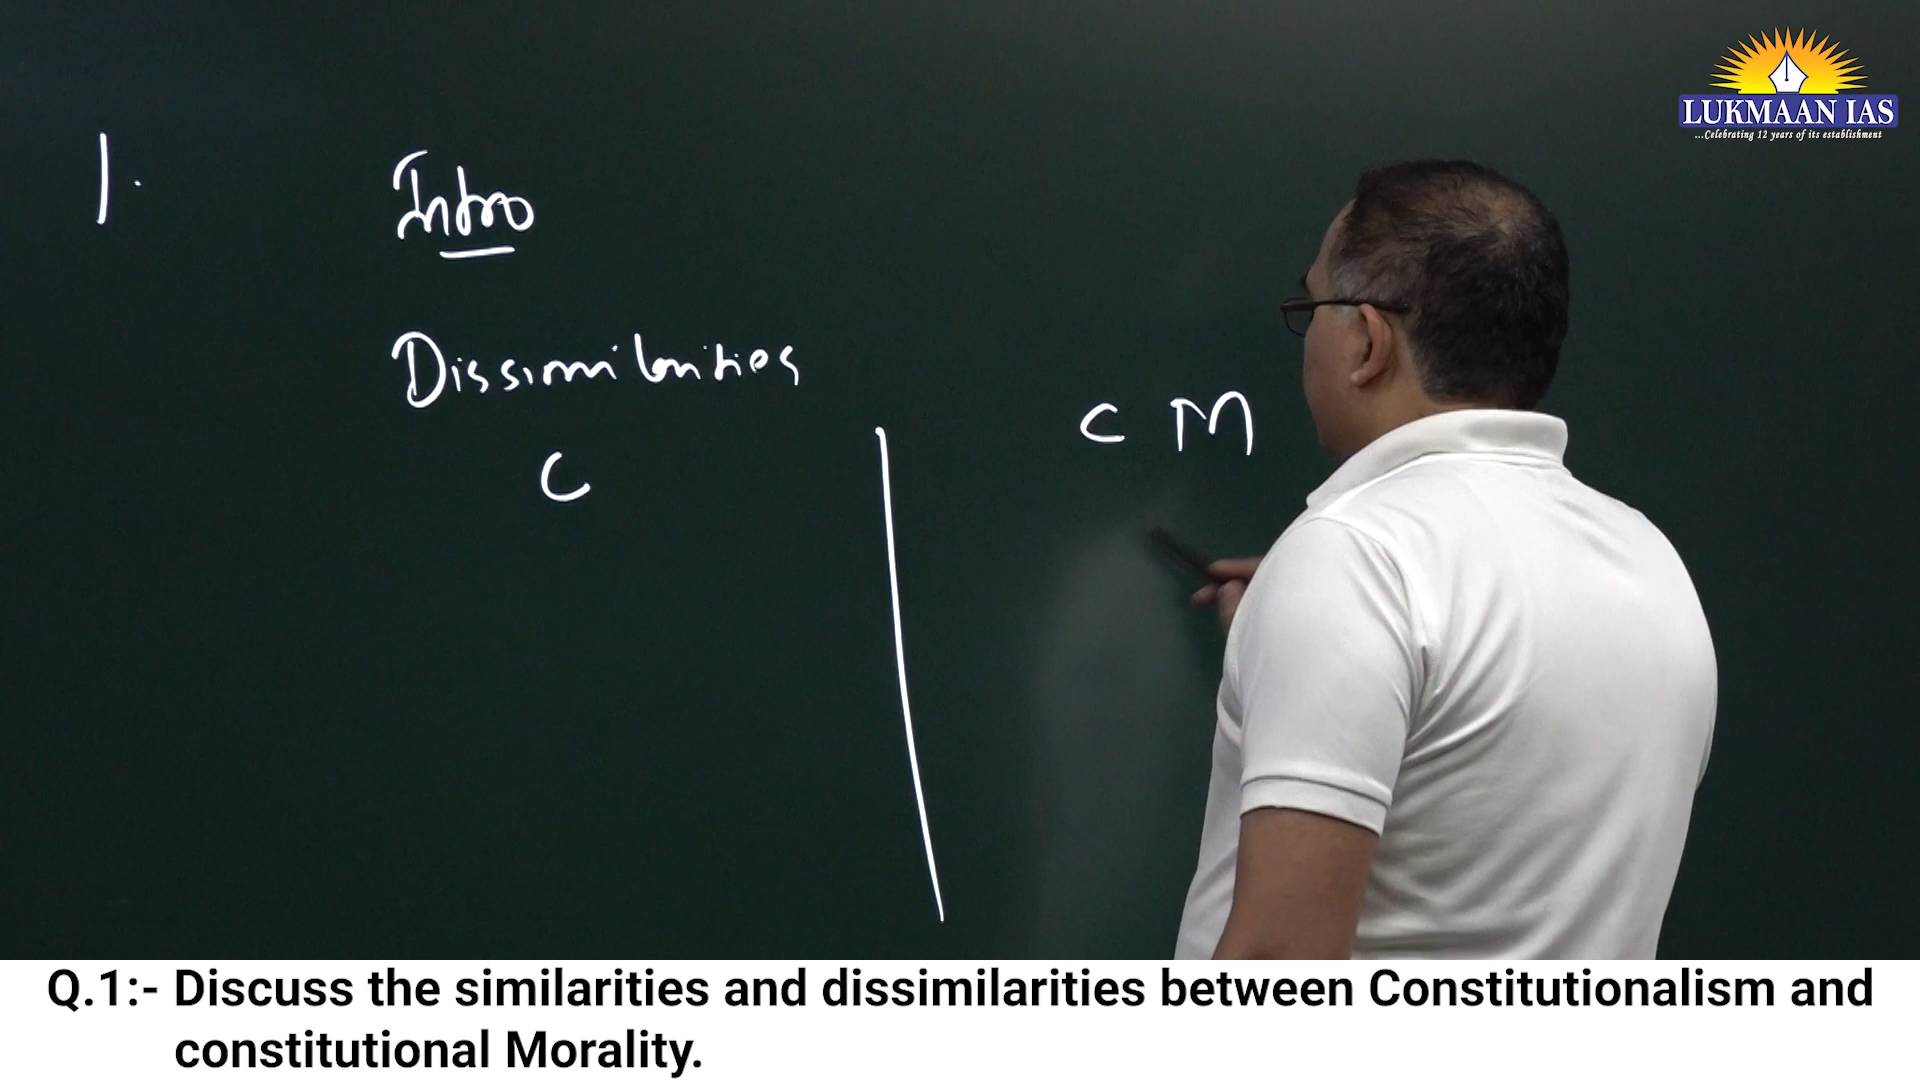 LUKMAAN IAS
...Celebrating 12 years of its establishment
1.
Intro
Dissimilarities
C
C M
Q.1:- Discuss the similarities and dissimilarities between Constitutionalism and
constitutional Morality.